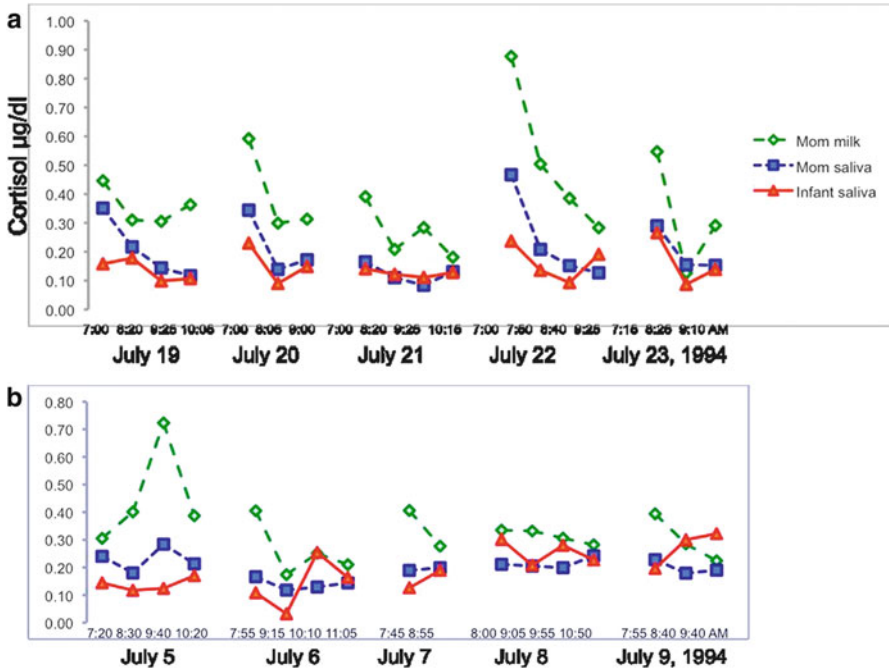 a
1.00
0.90
0.80
0.70
0.60
0.50
0.40
0.30
0.20
0.10
0.00
Cortisol µg/dl
Mom milk
Mom saliva
Infant saliva
7:00 8:20 9:25 10:05 7:00 8:05 9:00 7:00 8:20 9:25 10:15 7:00 7:50 8:40 9:25 7:15 8:25 9:10 AM
July 19 July 20 July 21 July 22 July 23, 1994
b
0.80
0.70
0.60
0.50
0.40
0.30
0.20
0.10
0.00
7:20 8:30 9:40 10:20 7:55 9:15 10:10 11:05 7:45 8:55 8:00 9:05 9:55 10:50 7:55 8:40 9:40 AM
July 5 July 6 July 7 July 8 July 9, 1994